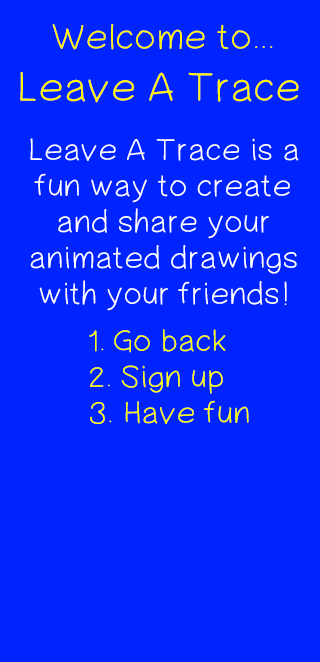 Welcome to...
Leave A Trace
Leave A Trace is a
fun way to create
and share your
animated drawings
with your friends!
1. Go back
2. Sign up
3. Have fun